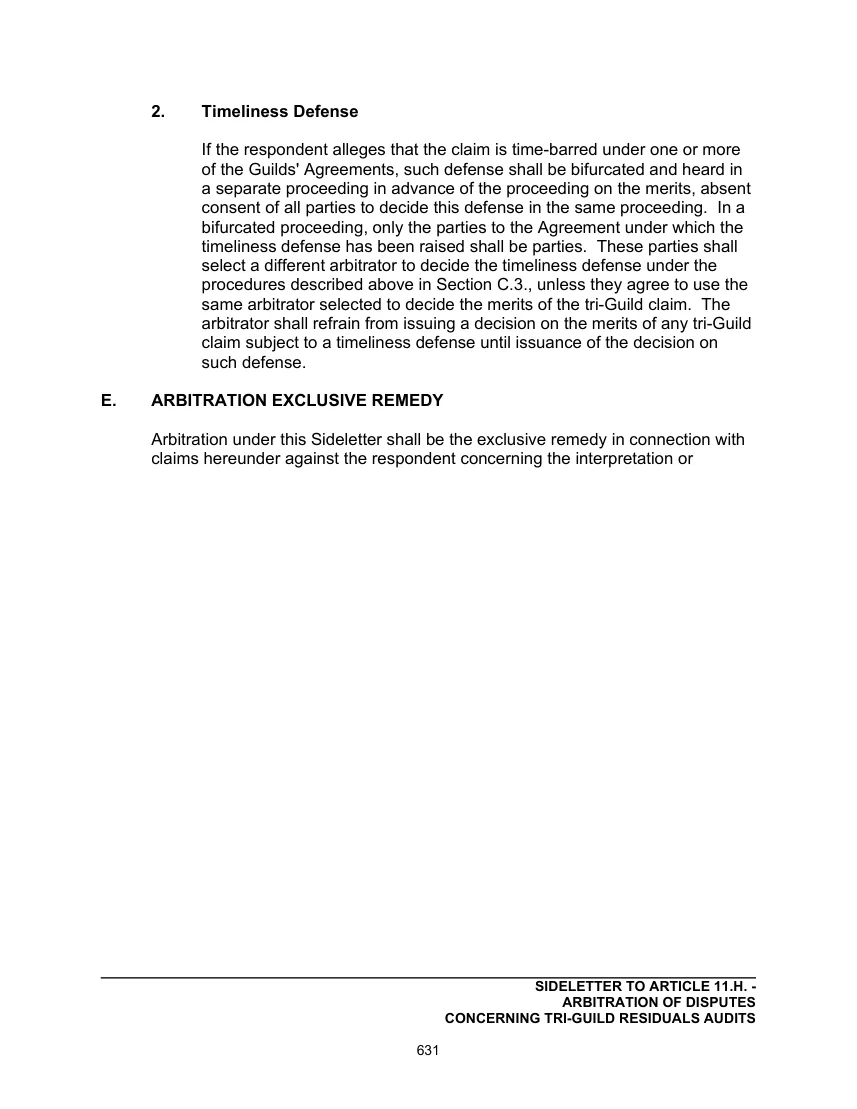 2. Timeliness Defense
If the respondent alleges that the claim is time-barred under one or more
of the Guilds' Agreements, such defense shall be bifurcated and heard in
a separate proceeding in advance of the proceeding on the merits, absent
consent of all parties to decide this defense in the same proceeding.  In a
bifurcated proceeding, only the parties to the Agreement under which the
timeliness defense has been raised shall be parties.  These parties shall
select a different arbitrator to decide the timeliness defense under the
procedures described above in Section C.3., unless they agree to use the
same arbitrator selected to decide the merits of the tri-Guild claim.  The
arbitrator shall refrain from issuing a decision on the merits of any tri-Guild
claim subject to a timeliness defense until issuance of the decision on
such defense.
E. ARBITRATION EXCLUSIVE REMEDY
Arbitration under this Sideletter shall be the exclusive remedy in connection with
claims hereunder against the respondent concerning the interpretation or
SIDELETTER TO ARTICLE 11.H. -
ARBITRATION OF DISPUTES
CONCERNING TRI-GUILD RESIDUALS AUDITS
631